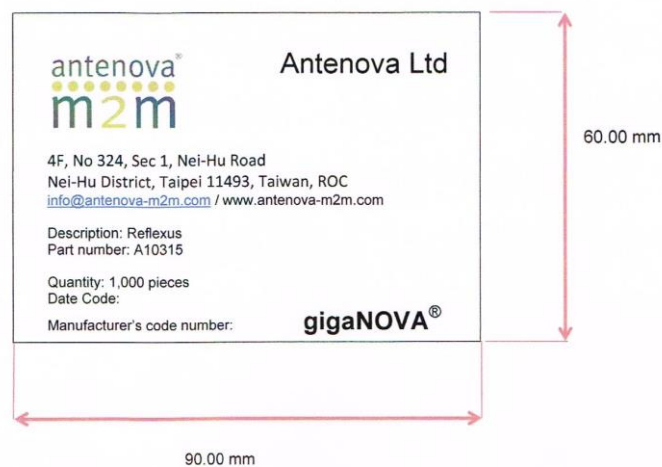 antenova®
m2m
Antenova Ltd
60.00 mm
4F, No 324, Sec 1, Nei-Hu Road
Nei-Hu District, Taipei 11493, Taiwan, ROC
info@antenova-m2m.com / www.antenova-m2m.com
Description: Reflexus
Part number: A10315
Quantity: 1,000 pieces
Date Code:
Manufacturer's code number:
gigaNOVA®
90.00 mm